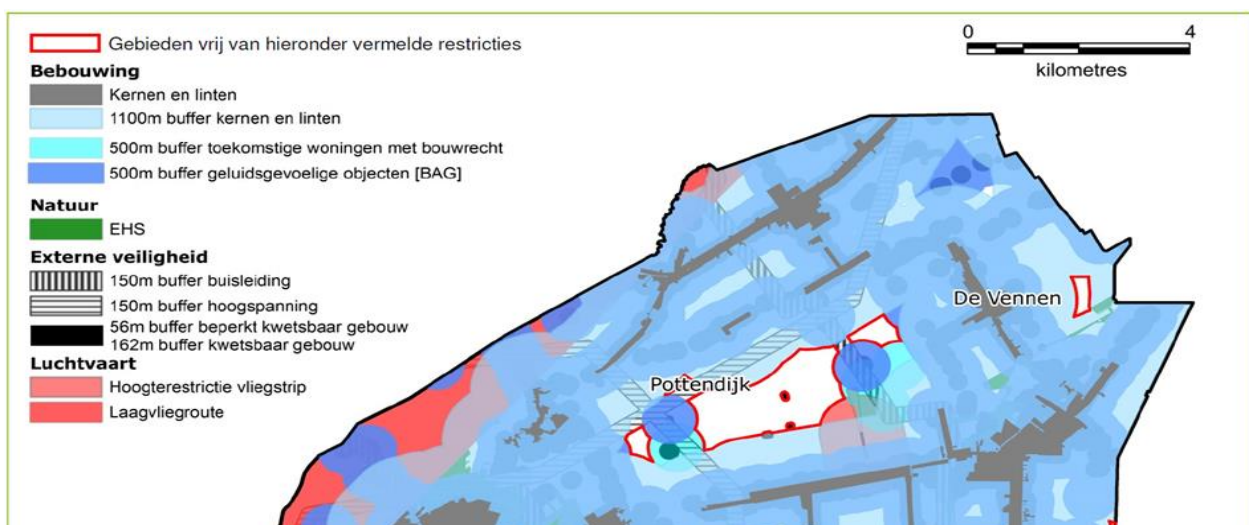 Gebieden vrij van hieronder vermelde restricties
0 4
kilometres
Bebouwing
Kernen en linten
1100m buffer kernen en linten
500m buffer toekomstige woningen met bouwrecht
500m buffer geluidsgevoelige objecten [BAG]
Natuur
EHS
Externe veiligheid
150m buffer buisleiding
150m buffer hoogspanning
56m buffer beperkt kwetsbaar gebouw
162m buffer kwetsbaar gebouw
Luchtvaart
Hoogterestrictie vliegstrip
Laagvliegroute
De Vennen
Pottendijk